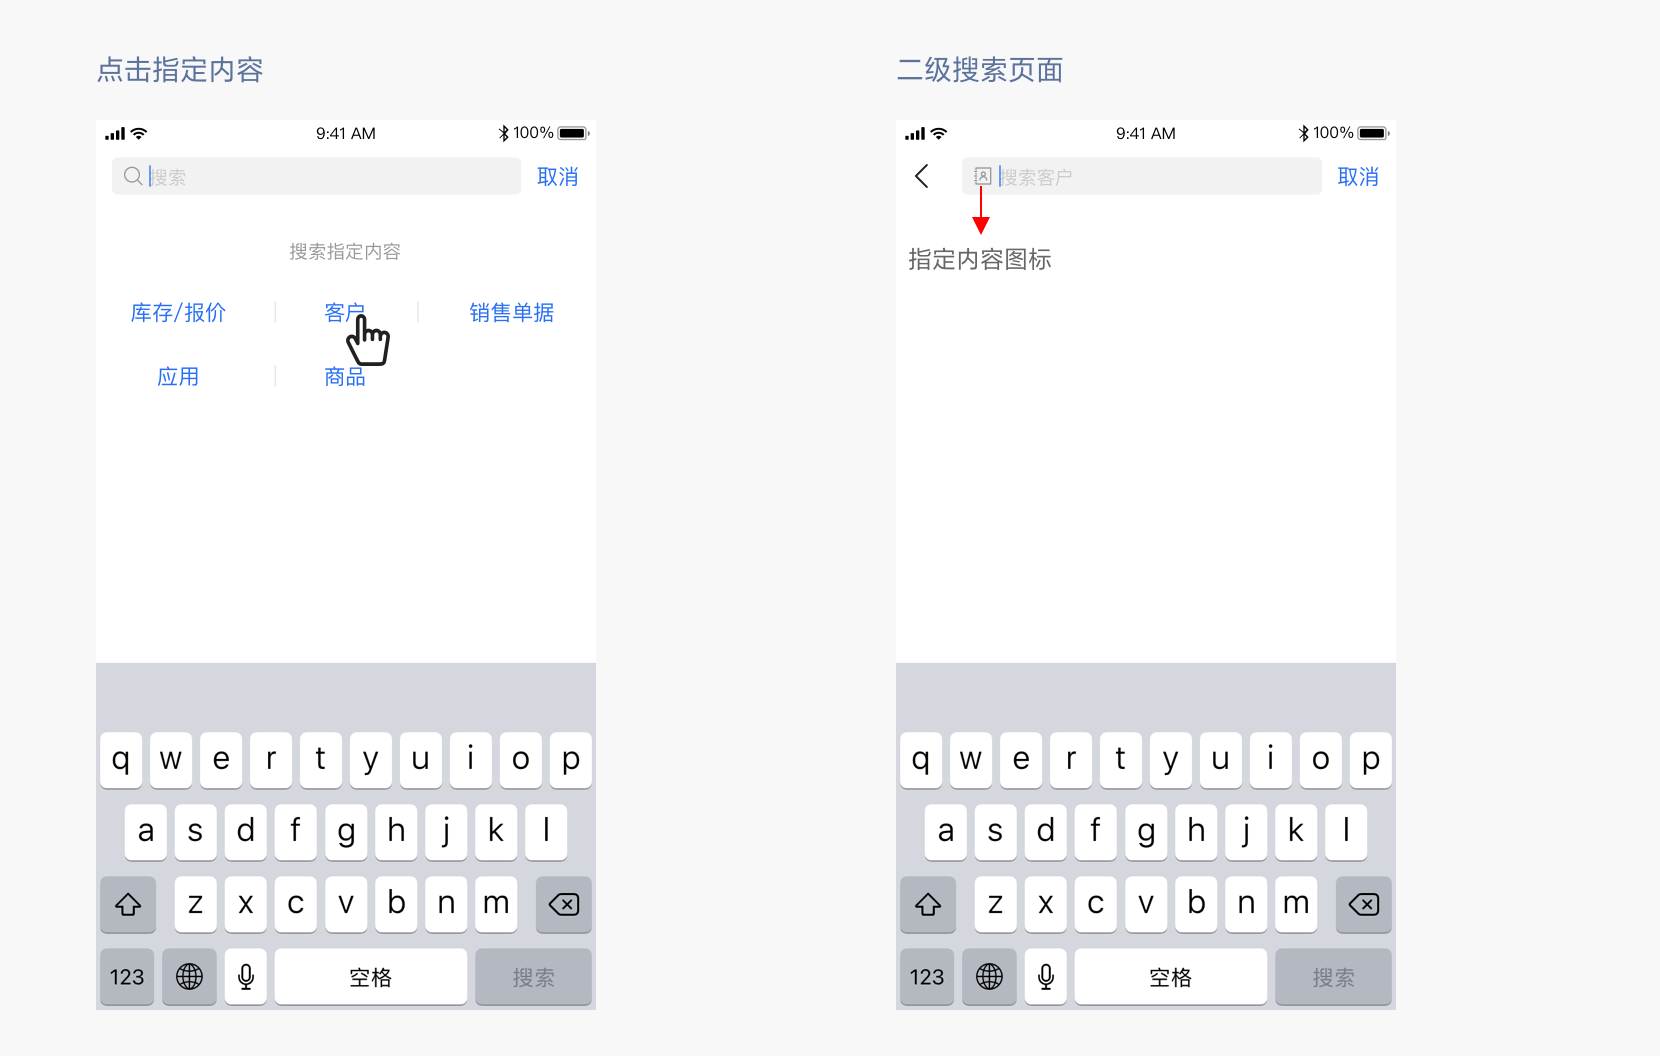 点击指定内容
9:41 AM
100%
搜索
取消
搜索指定内容
库存/报价
客户
销售单据
应用
商品
q w e r t y u i o p
a s d f g h j k l
z x c v b n m
123
空格
搜索
二级搜索页面
9:41 AM
100%
搜索客户
取消
指定内容图标
q w e r t y u i o p
a s d f g h j k l
z x c v b n m
123
空格
搜索